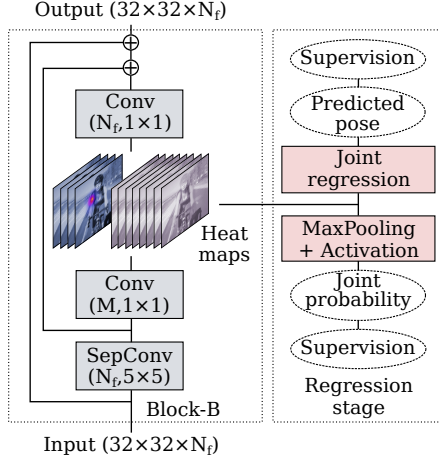 Output (32×32×N_f)
Conv
(N_f,1×1)
Heat
maps
Conv
(M,1×1)
SepConv
(N_f,5×5)
Block-B
Input (32×32×N_f)
Supervision
Predicted
pose
Joint
regression
MaxPooling
+ Activation
Joint
probability
Supervision
Regression
stage